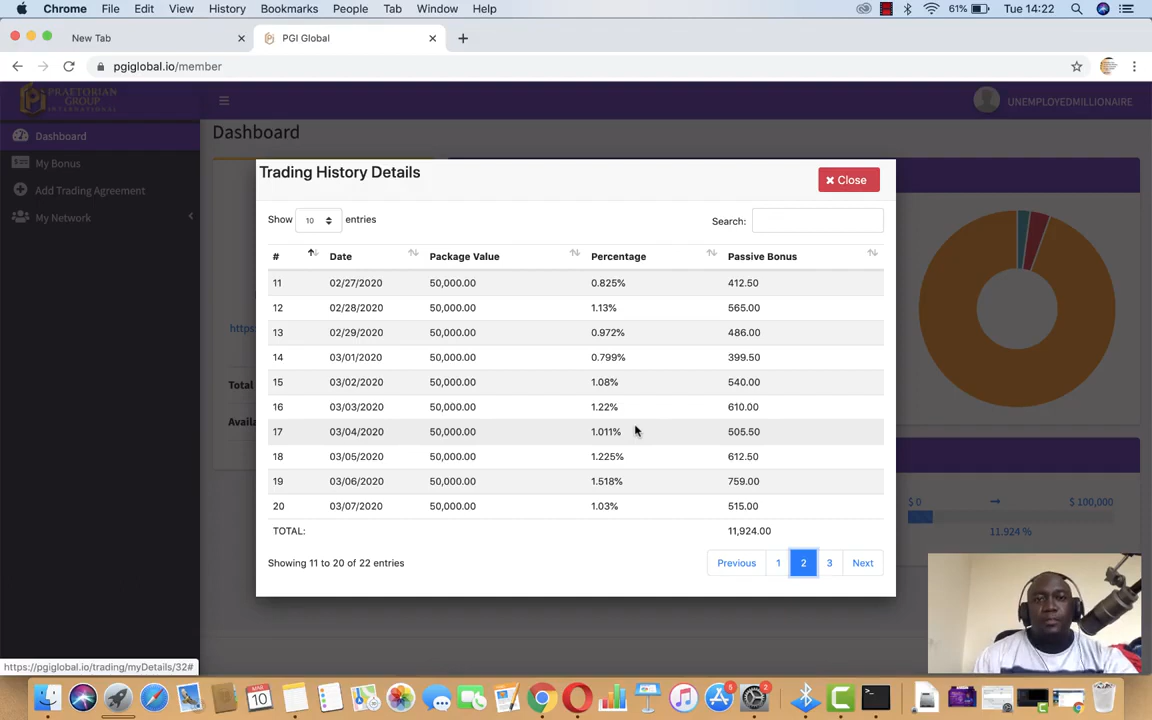 Chrome File Edit View History Bookmarks People Tab Window Help 61% Tue 14:22
New Tab PGI Global
pgiglobal.io/member
PRAETORIAN
GROUP
INTERNATIONAL
UNEMPLOYEDMILLIONAIRE
Dashboard
My Bonus
Add Trading Agreement
My Network
Dashboard
https:
Total
Availa
Trading History Details
Close
Show 10 entries Search:
# Date Package Value Percentage Passive Bonus
11 02/27/2020 50,000.00 0.825% 412.50
12 02/28/2020 50,000.00 1.13% 565.00
13 02/29/2020 50,000.00 0.972% 486.00
14 03/01/2020 50,000.00 0.799% 399.50
15 03/02/2020 50,000.00 1.08% 540.00
16 03/03/2020 50,000.00 1.22% 610.00
17 03/04/2020 50,000.00 1.011% 505.50
18 03/05/2020 50,000.00 1.225% 612.50
19 03/06/2020 50,000.00 1.518% 759.00
20 03/07/2020 50,000.00 1.03% 515.00
TOTAL: 11,924.00
Showing 11 to 20 of 22 entries
Previous 1 2 3 Next
$ 0 $ 100,000
11.924 %
https://pgiglobal.io/trading/myDetails/32#
10